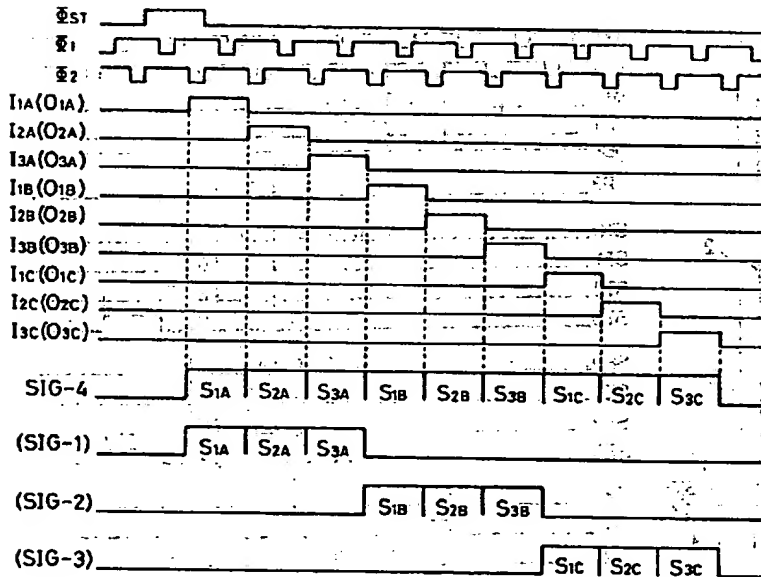 ΦST
Φ1
Φ2
I1A(O1A)
I2A(O2A)
I3A(O3A)
I1B(O1B)
I2B(O2B)
I3B(O3B)
I1C(O1C)
I2C(O2C)
I3C(O3C)
SIG-4 S1A S2A S3A S1B S2B S3B S1C S2C S3C
(SIG-1) S1A S2A S3A
(SIG-2) S1B S2B S3B
(SIG-3) S1C S2C S3C